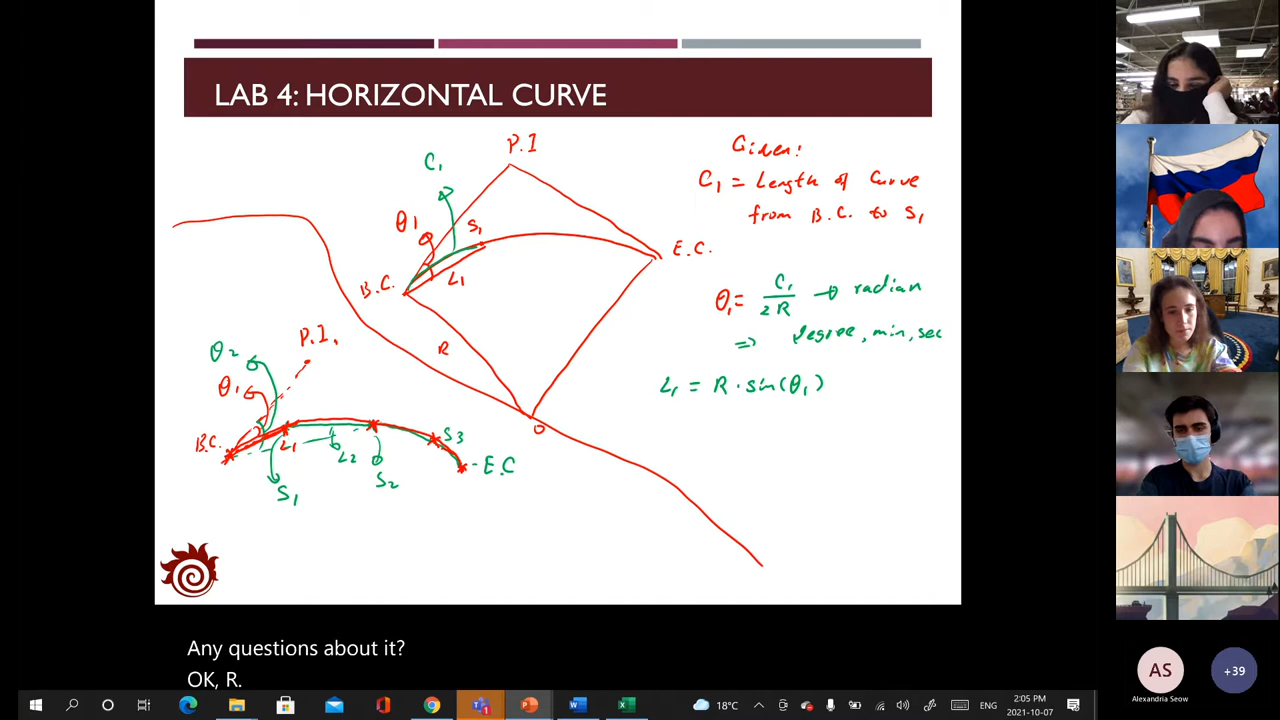 LAB 4: HORIZONTAL CURVE
P.I
C₁
θ1
S₁
L₁
B.C.
E.C.
R
O
Given:
C₁ = Length of Curve
from B.C. to S₁
θ₁ = C₁ / 2R → radian
⇒ degree, min, sec
L₁ = R · sin(θ₁)
P.I.
θ2
θ1
B.C.
L₁
L2
S3
S₁
S2
E.C
Any questions about it?
OK, R.
AS
Alexandria Seow
+39
1
18°C
ENG
2:05 PM
2021-10-07